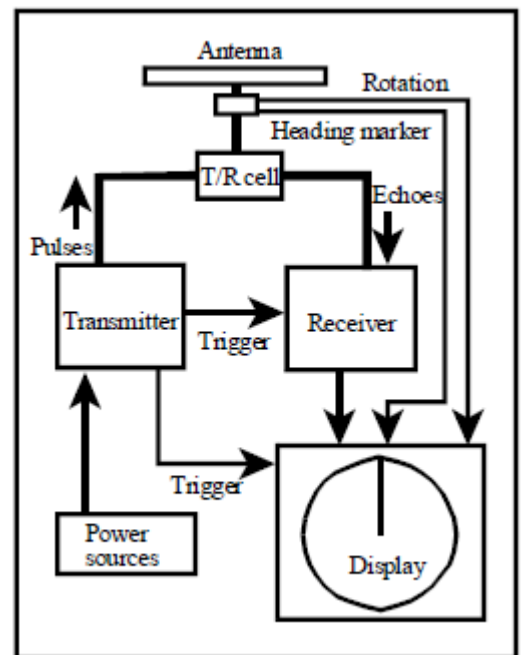 Antenna
Rotation
Heading marker
T/R cell
Echoes
Pulses
Transmitter
Trigger
Receiver
Trigger
Power
sources
Display